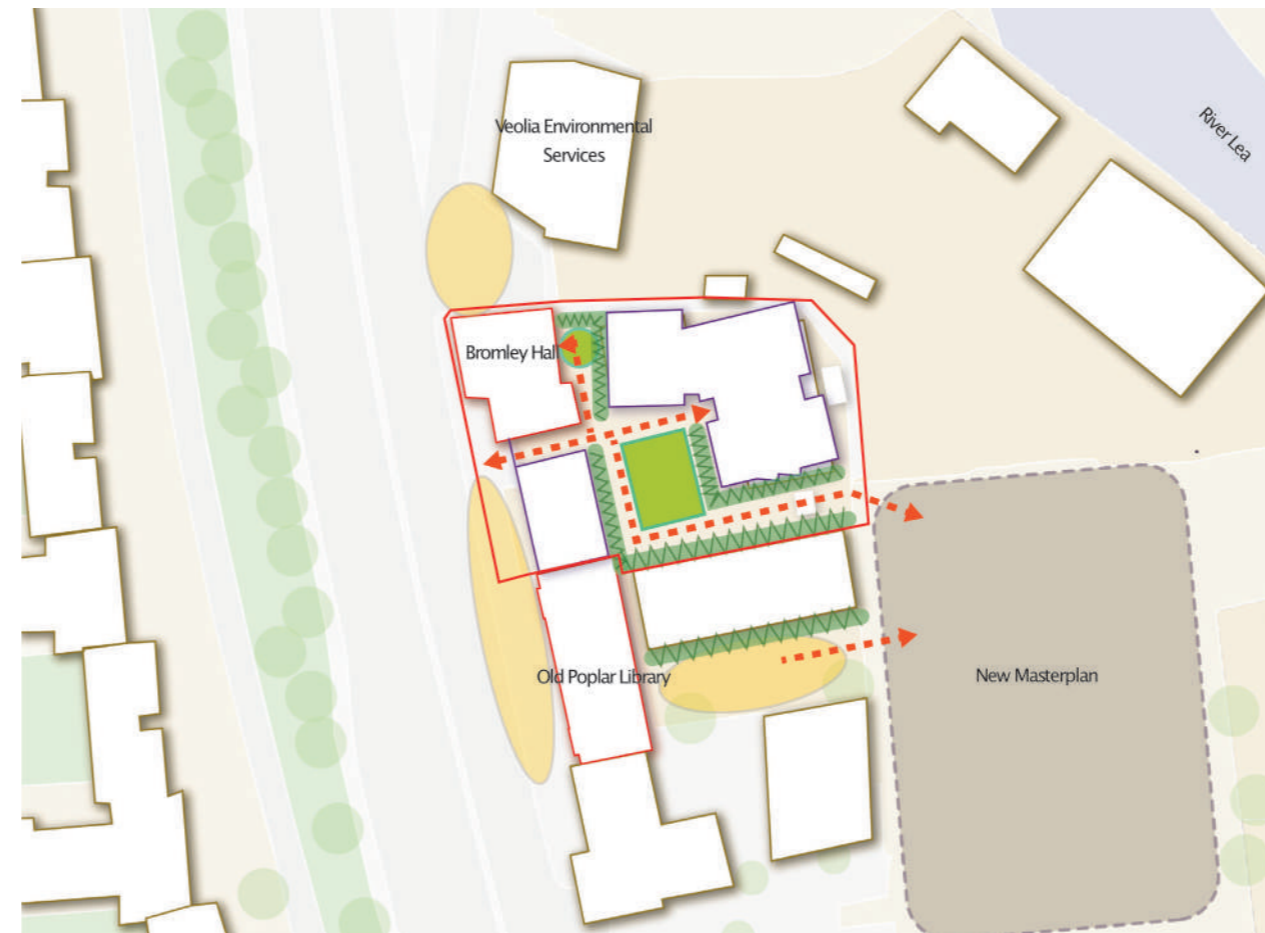 Veolia Environmental
Services
River Lea
Bromley Hall
Old Poplar Library
New Masterplan